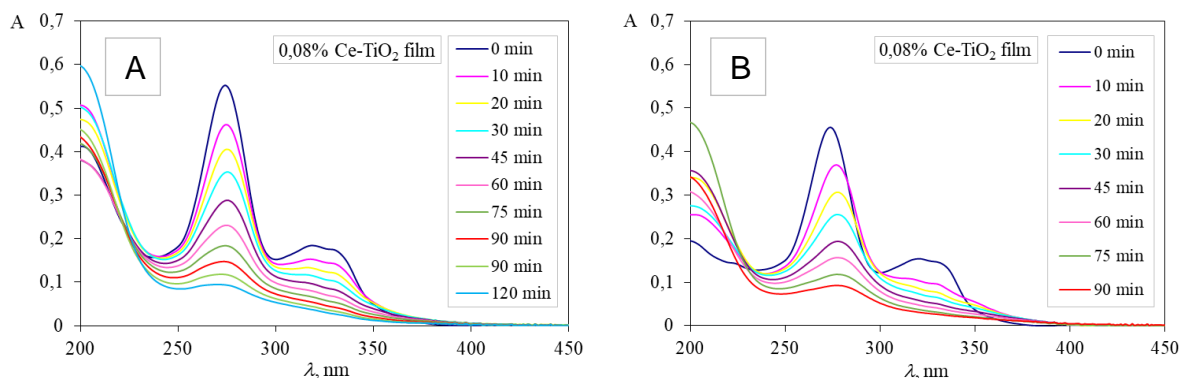 A
0,7
0,6
0,5
0,4
0,3
0,2
0,1
0
200
250
300
350
400
450
λ, nm
A
0,08% Ce-TiO₂ film
0 min
10 min
20 min
30 min
45 min
60 min
75 min
90 min
90 min
120 min
A
0,7
0,6
0,5
0,4
0,3
0,2
0,1
0
200
250
300
350
400
450
λ, nm
B
0,08% Ce-TiO₂ film
0 min
10 min
20 min
30 min
45 min
60 min
75 min
90 min